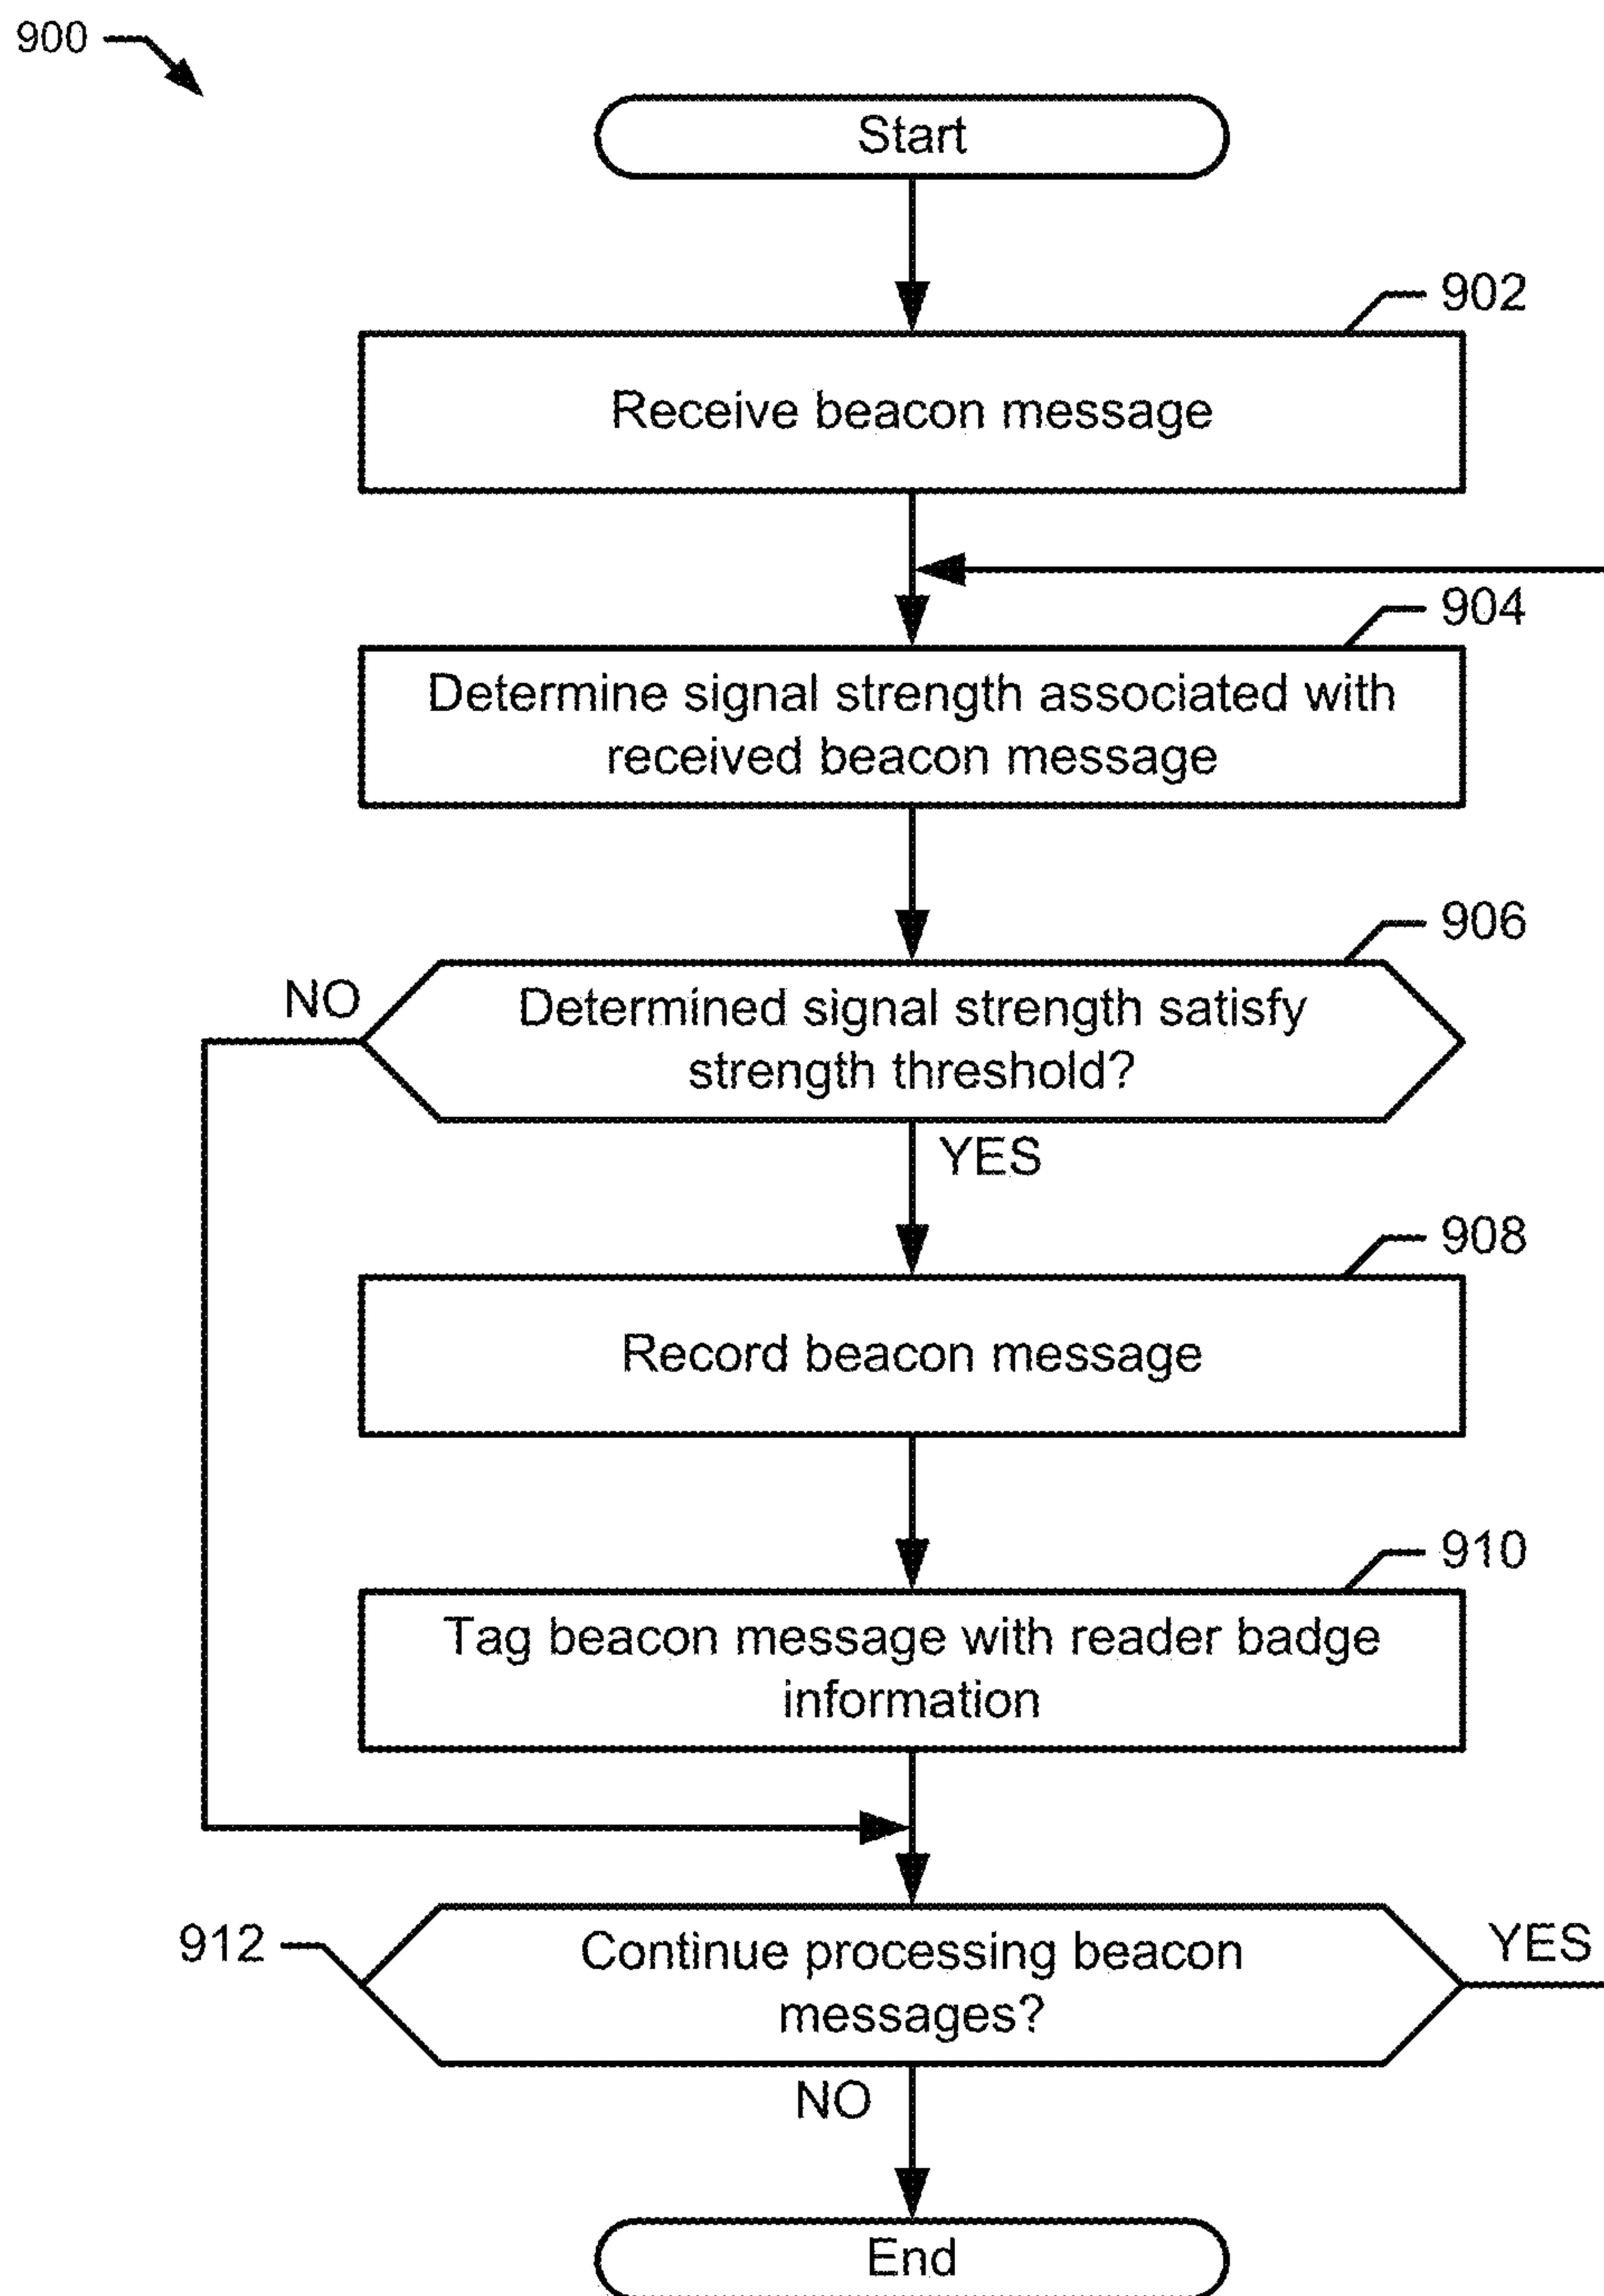 900
Start
902
Receive beacon message
904
Determine signal strength associated with
received beacon message
906
NO
Determined signal strength satisfy
strength threshold?
YES
908
Record beacon message
910
Tag beacon message with reader badge
information
912
Continue processing beacon
messages?
YES
NO
End